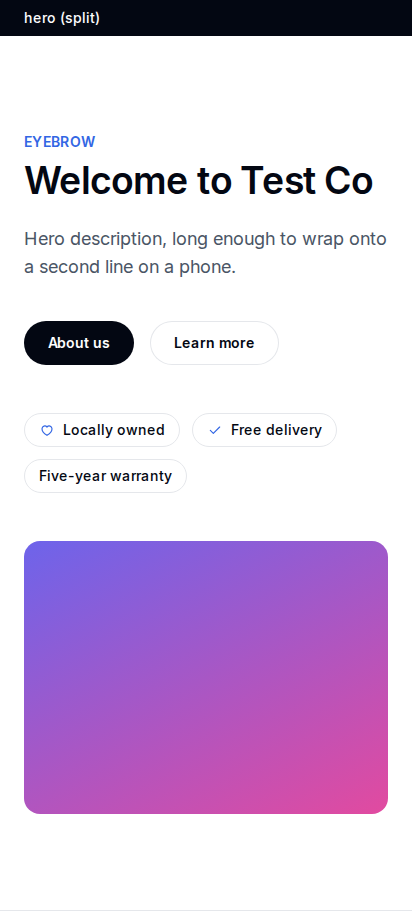 hero (split)
EYEBROW
Welcome to Test Co
Hero description, long enough to wrap onto
a second line on a phone.
About us
Learn more
Locally owned
Free delivery
Five-year warranty